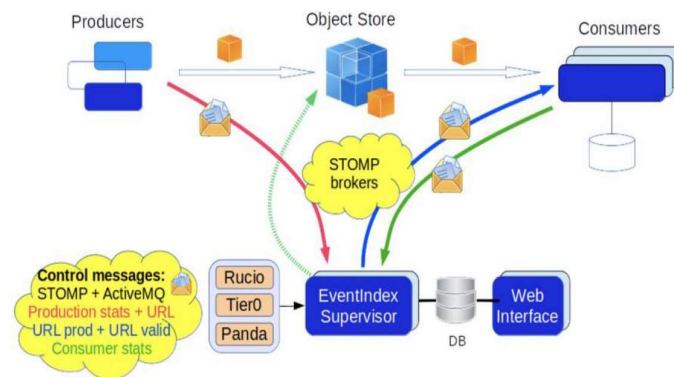 Producers
Object Store
Consumers
STOMP
brokers
Control messages:
STOMP + ActiveMQ
Production stats + URL
URL prod + URL valid
Consumer stats
Rucio
Tier0
Panda
EventIndex
Supervisor
DB
Web
Interface